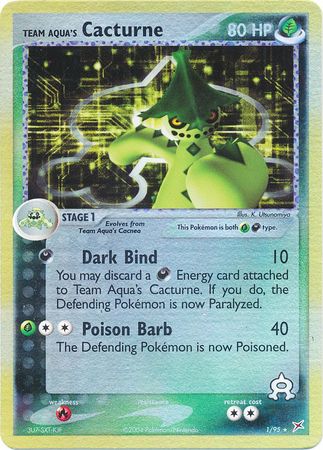 TEAM AQUA'S Cacturne 80 HP
Illus. K. Utsunomiya
STAGE 1
Evolves from
Team Aqua's Cacnea
This Pokémon is both type.
Dark Bind 10
You may discard a Energy card attached
to Team Aqua's Cacturne. If you do, the
Defending Pokémon is now Paralyzed.
Poison Barb 40
The Defending Pokémon is now Poisoned.
weakness resistance retreat cost
©2004 Pokémon/Nintendo
1/95 ★